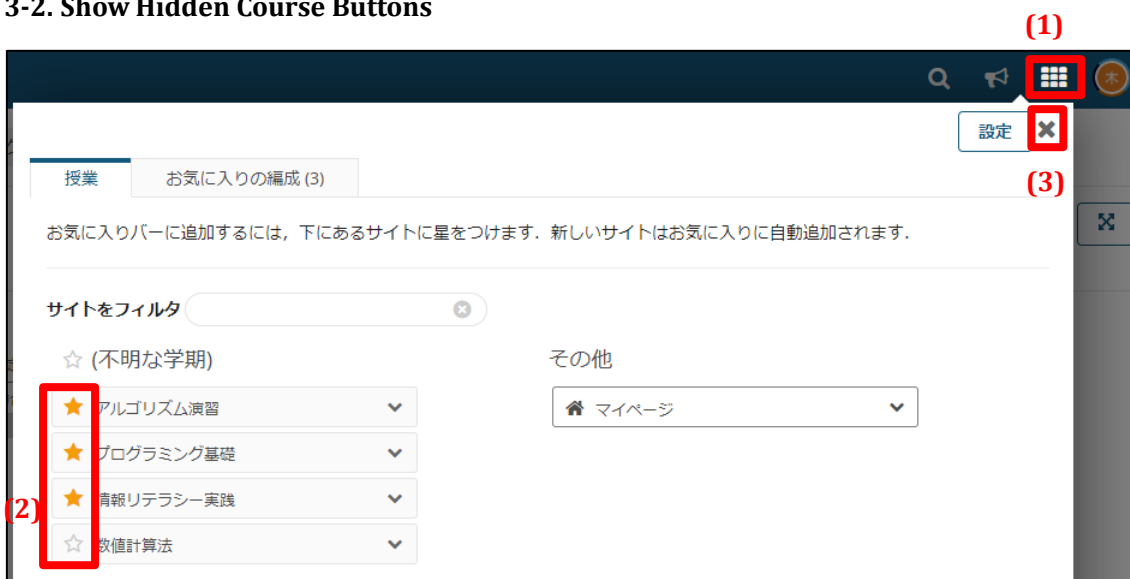 3-2. Show Hidden Course Buttons
(1)
木
設定
(3)
授業
お気に入りの編成 (3)
お気に入りバーに追加するには，下にあるサイトに星をつけます．新しいサイトはお気に入りに自動追加されます．
サイトをフィルタ
(不明な学期)
その他
アルゴリズム演習
マイページ
プログラミング基礎
(2)
情報リテラシー実践
数値計算法